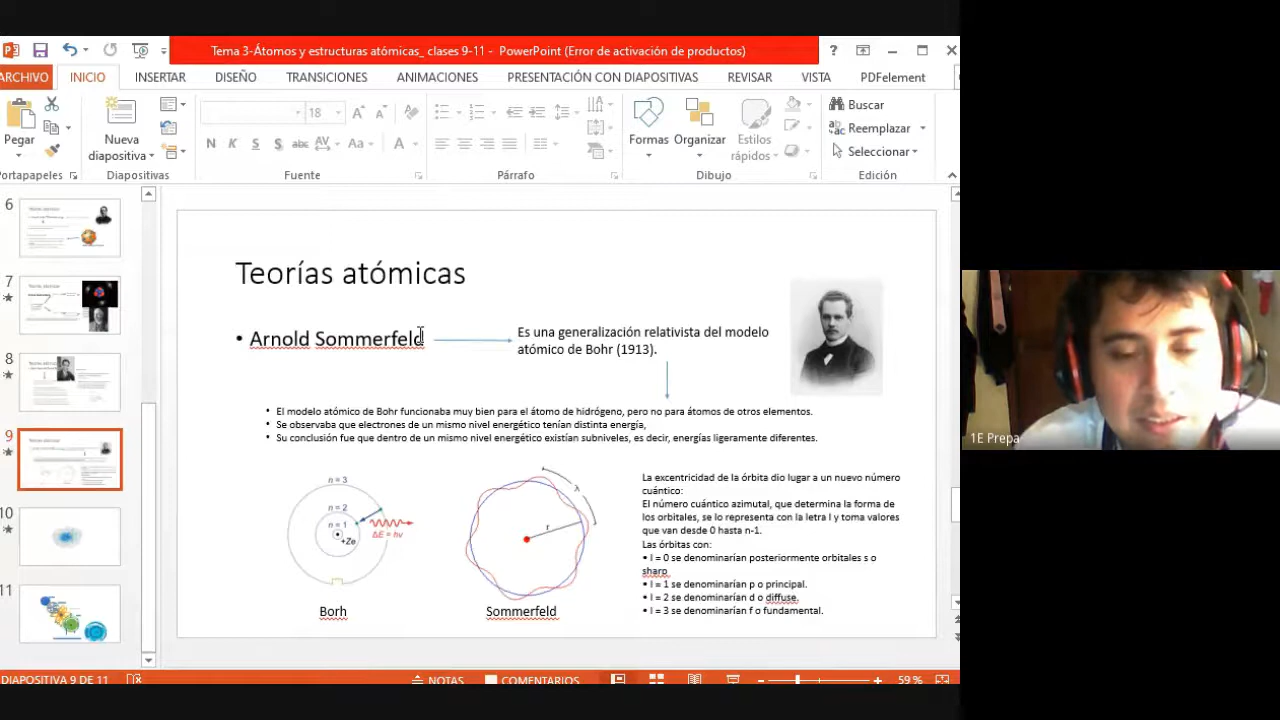 Tema 3-Átomos y estructuras atómicas_ clases 9-11 - PowerPoint (Error de activación de productos)
?
ARCHIVO INICIO INSERTAR DISEÑO TRANSICIONES ANIMACIONES PRESENTACIÓN CON DIAPOSITIVAS REVISAR VISTA PDFelement
Pegar
Nueva
diapositiva
18
N K S S abc AV Aa A
Formas
Organizar
Estilos
rápidos
Buscar
Reemplazar
Seleccionar
Portapapeles Diapositivas Fuente Párrafo Dibujo Edición
6
7
8
9
10
11
Teorías atómicas
• Arnold Sommerfeld
Es una generalización relativista del modelo
atómico de Bohr (1913).
• El modelo atómico de Bohr funcionaba muy bien para el átomo de hidrógeno, pero no para átomos de otros elementos.
• Se observaba que electrones de un mismo nivel energético tenían distinta energía,
• Su conclusión fue que dentro de un mismo nivel energético existían subniveles, es decir, energías ligeramente diferentes.
n = 3
n = 2
n = 1
+Ze
ΔE = hv
Borh
λ
r
Sommerfeld
La excentricidad de la órbita dio lugar a un nuevo número
cuántico:
El número cuántico azimutal, que determina la forma de
los orbitales, se lo representa con la letra l y toma valores
que van desde 0 hasta n-1.
Las órbitas con:
• l = 0 se denominarían posteriormente orbitales s o
sharp
• l = 1 se denominarían p o principal.
• l = 2 se denominarían d o diffuse.
• l = 3 se denominarían f o fundamental.
1E Prepa
DIAPOSITIVA 9 DE 11 NOTAS COMENTARIOS 59 %